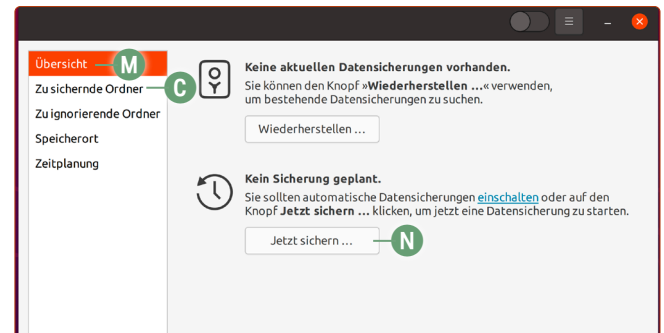 Übersicht
M
Zu sichernde Ordner
C
Zu ignorierende Ordner
Speicherort
Zeitplanung
Keine aktuellen Datensicherungen vorhanden.
Sie können den Knopf »Wiederherstellen ...« verwenden,
um bestehende Datensicherungen zu suchen.
Wiederherstellen ...
Kein Sicherung geplant.
Sie sollten automatische Datensicherungen einschalten oder auf den
Knopf Jetzt sichern ... klicken, um jetzt eine Datensicherung zu starten.
Jetzt sichern ...
N